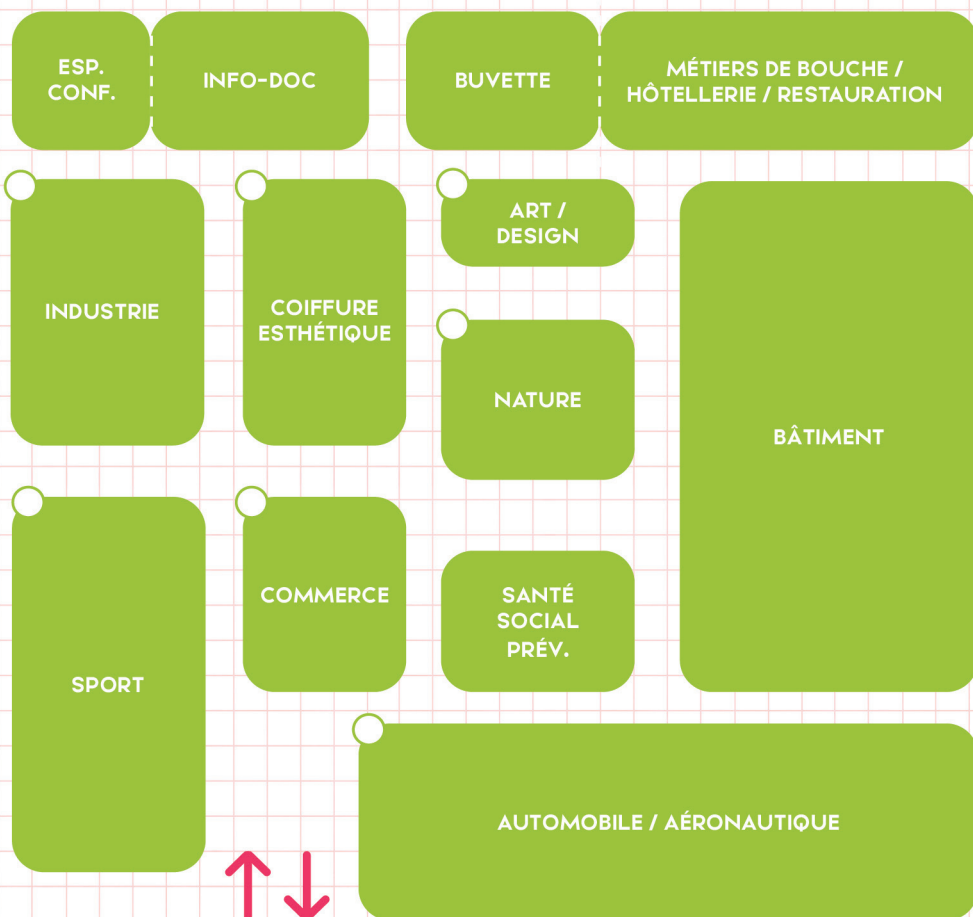 ESP.
CONF.
INFO-DOC
BUVETTE
MÉTIERS DE BOUCHE /
HÔTELLERIE / RESTAURATION
INDUSTRIE
COIFFURE
ESTHÉTIQUE
ART /
DESIGN
NATURE
BÂTIMENT
SPORT
COMMERCE
SANTÉ
SOCIAL
PRÉV.
AUTOMOBILE / AÉRONAUTIQUE